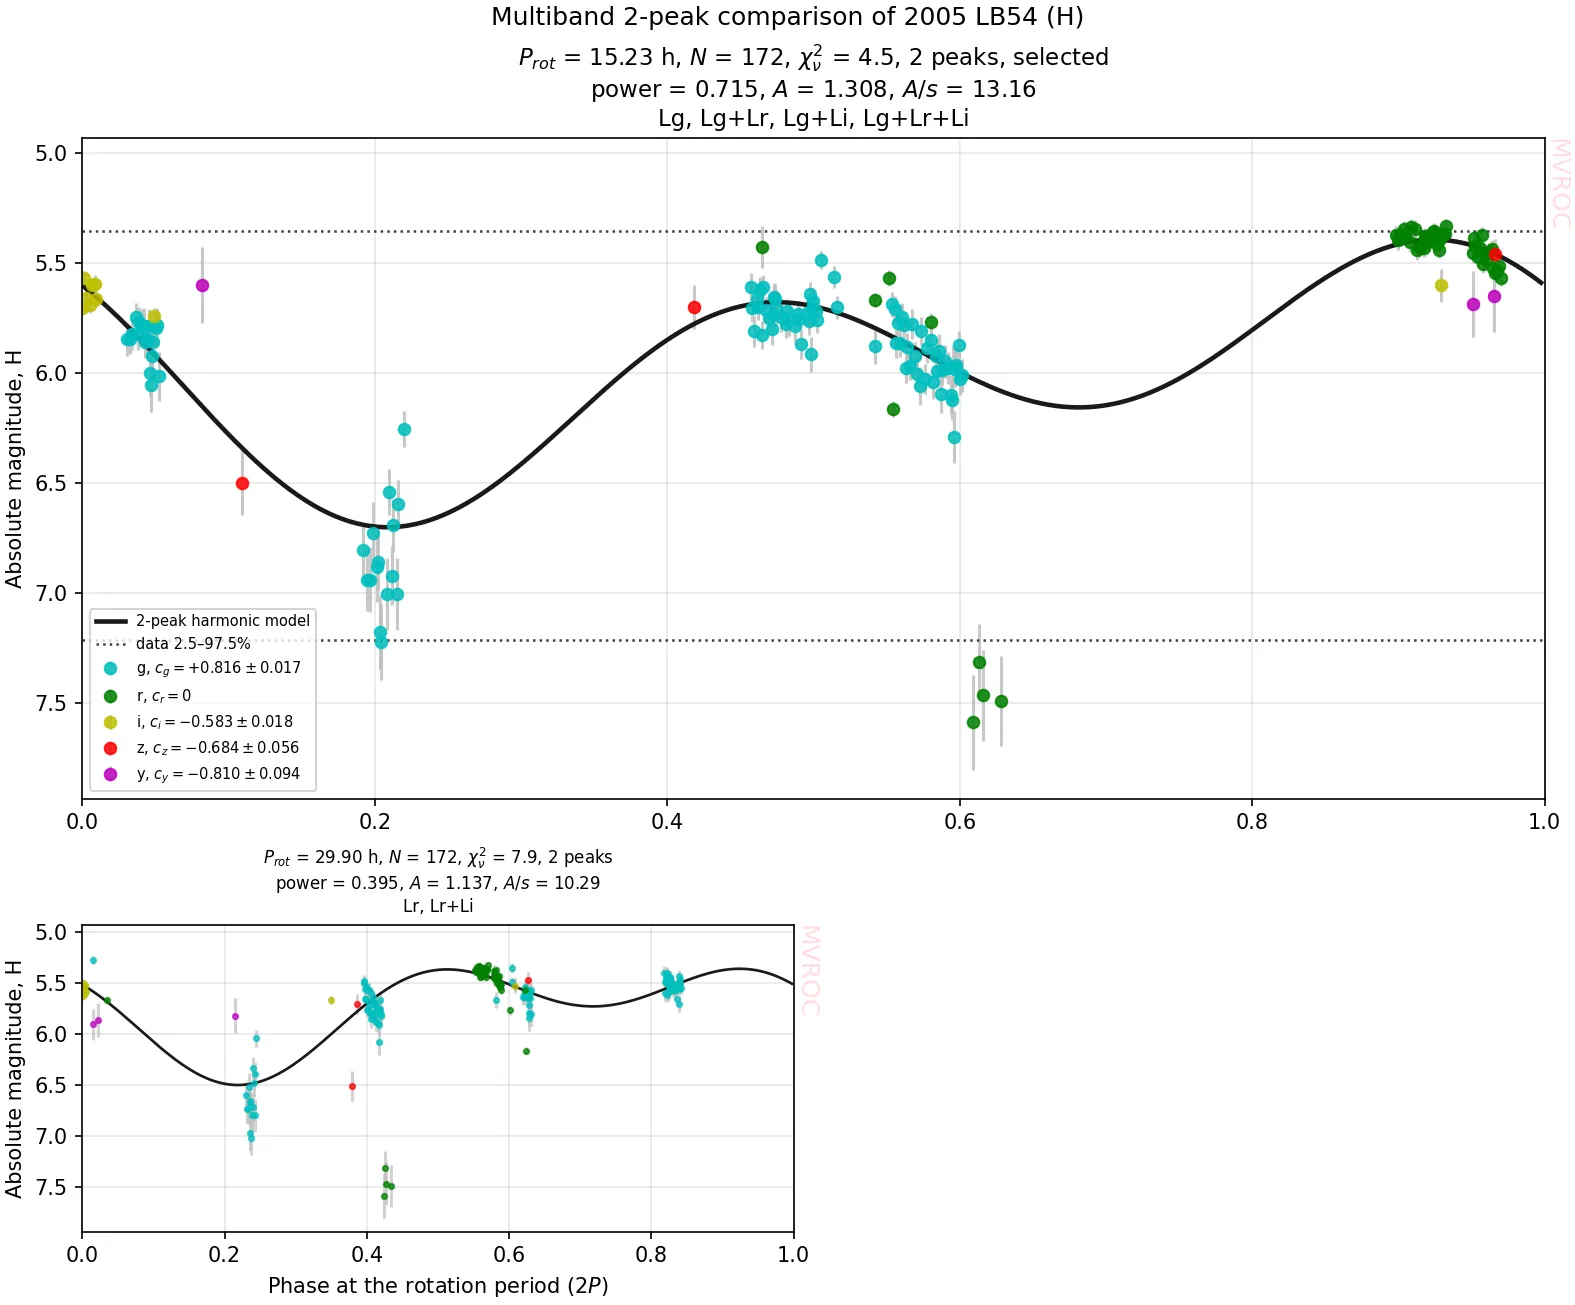 Multiband 2-peak comparison of 2005 LB54 (H)
P_rot = 15.23 h, N = 172, χ²_ν = 4.5, 2 peaks, selected
power = 0.715, A = 1.308, A/s = 13.16
Lg, Lg+Lr, Lg+Li, Lg+Lr+Li
MVROC
Absolute magnitude, H
5.0
5.5
6.0
6.5
7.0
7.5
2-peak harmonic model
data 2.5–97.5%
g, c_g = +0.816 ± 0.017
r, c_r = 0
i, c_i = −0.583 ± 0.018
z, c_z = −0.684 ± 0.056
y, c_y = −0.810 ± 0.094
0.0 0.2 0.4 0.6 0.8 1.0
P_rot = 29.90 h, N = 172, χ²_ν = 7.9, 2 peaks
power = 0.395, A = 1.137, A/s = 10.29
Lr, Lr+Li
MVROC
Absolute magnitude, H
5.0
5.5
6.0
6.5
7.0
7.5
0.0 0.2 0.4 0.6 0.8 1.0
Phase at the rotation period (2P)